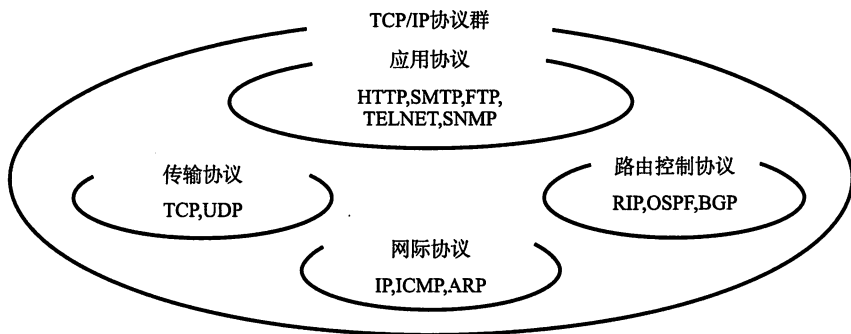 TCP/IP协议群
应用协议
HTTP,SMTP,FTP,
TELNET,SNMP
传输协议
TCP,UDP
路由控制协议
RIP,OSPF,BGP
网际协议
IP,ICMP,ARP